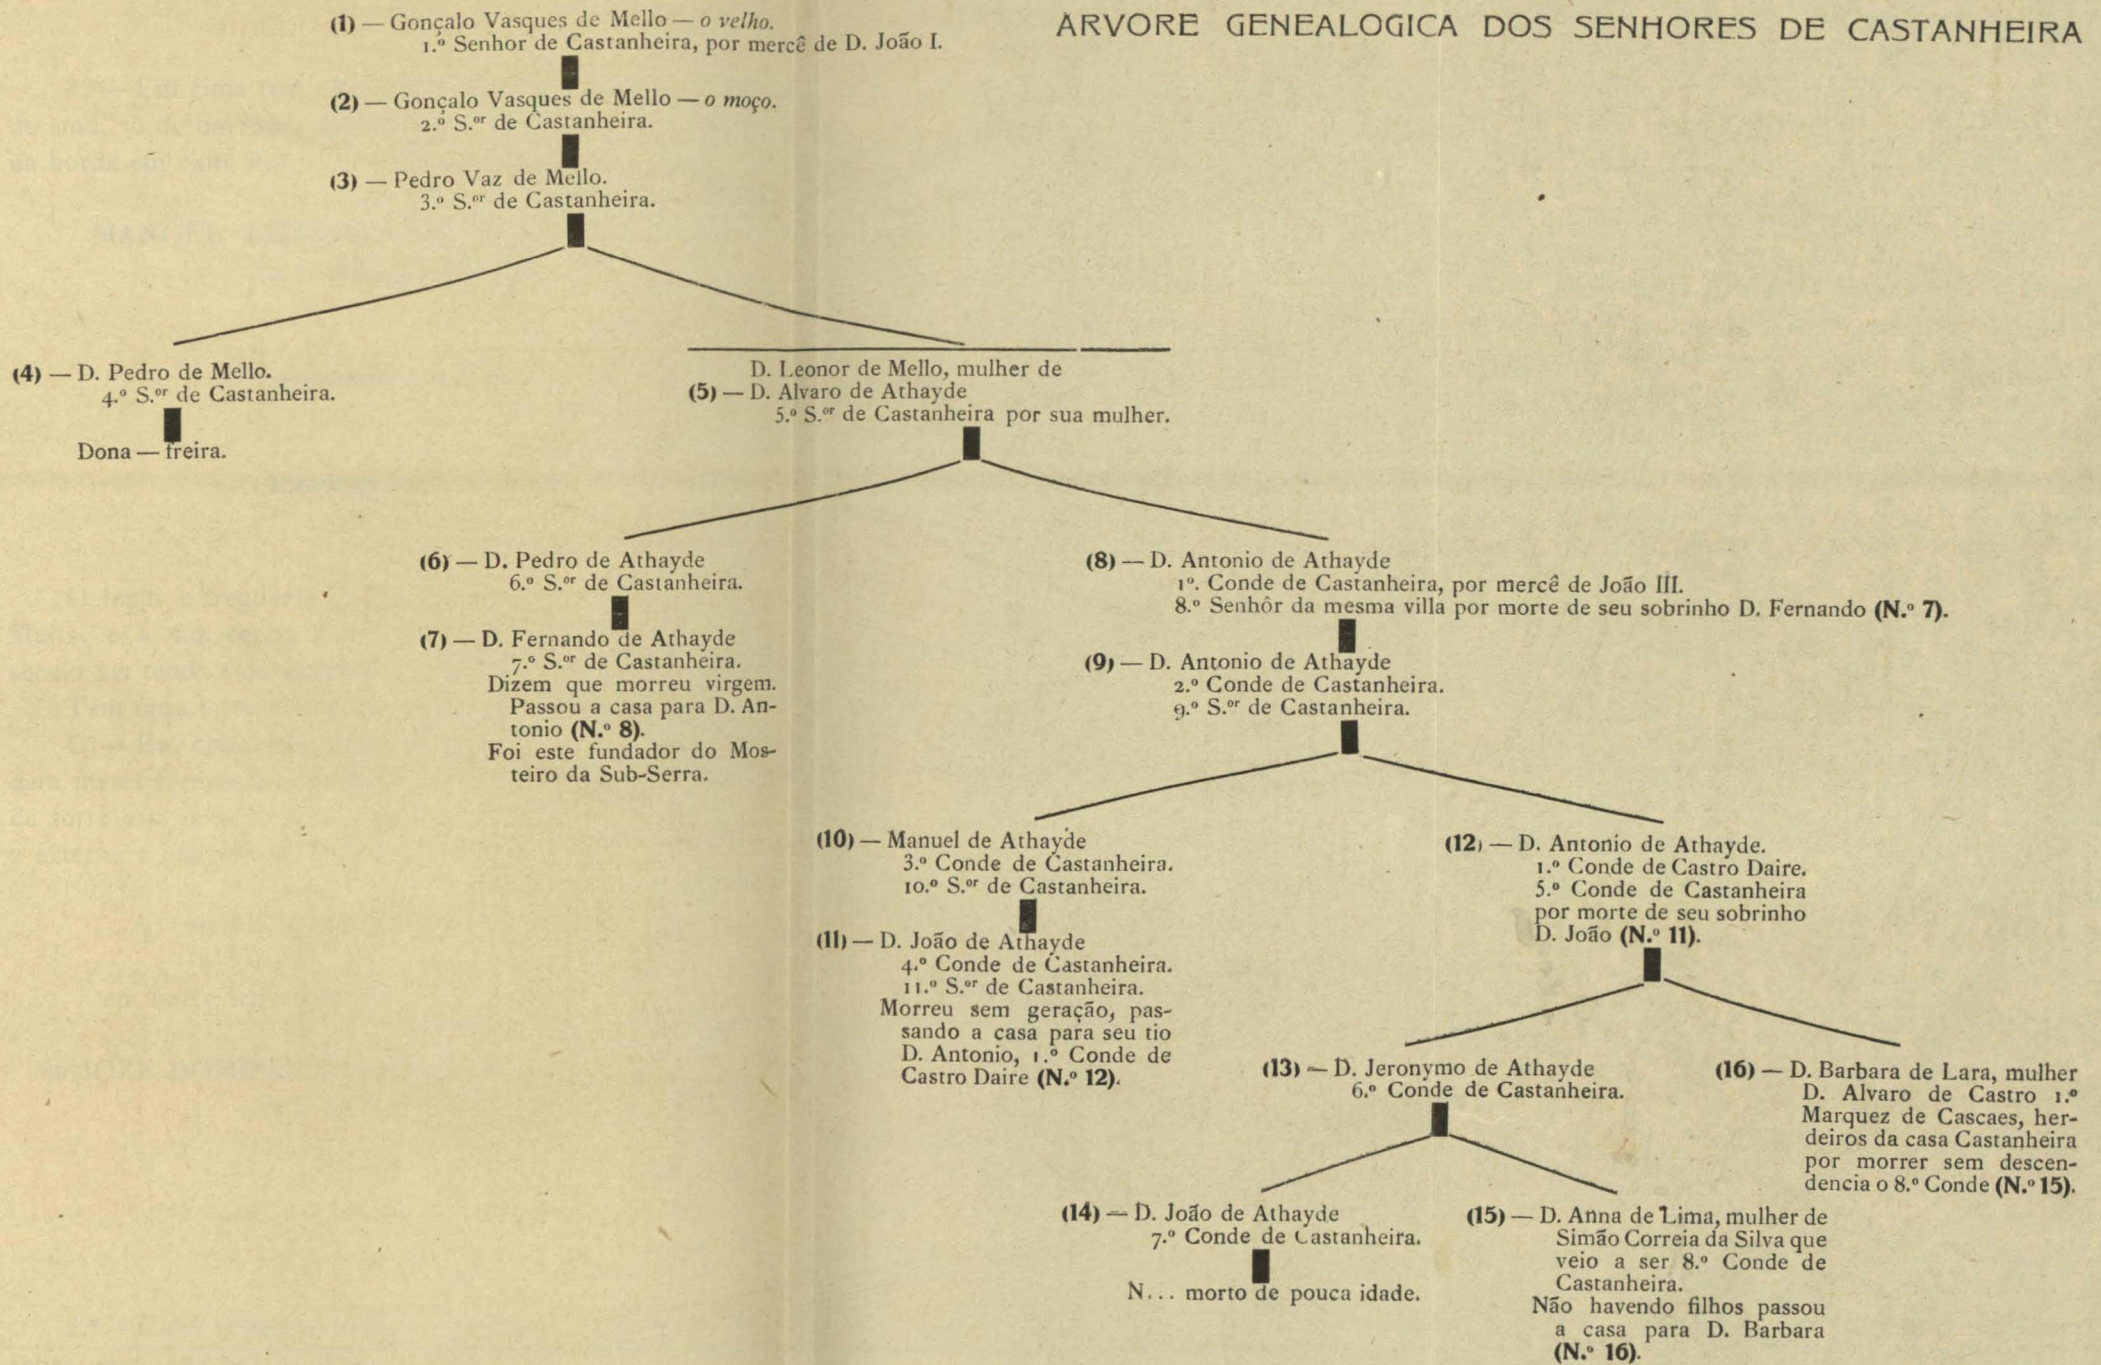 ARVORE GENEALOGICA DOS SENHORES DE CASTANHEIRA
(1) — Gonçalo Vasques de Mello — o velho.
1.º Senhor de Castanheira, por mercê de D. João I.
(2) — Gonçalo Vasques de Mello — o moço.
2.º S.or de Castanheira.
(3) — Pedro Vaz de Mello.
3.º S.or de Castanheira.
(4) — D. Pedro de Mello.
4.º S.or de Castanheira.
Dona — freira.
D. Leonor de Mello, mulher de
(5) — D. Alvaro de Athayde
5.º S.or de Castanheira por sua mulher.
(6) — D. Pedro de Athayde
6.º S.or de Castanheira.
(7) — D. Fernando de Athayde
7.º S.or de Castanheira.
Dizem que morreu virgem.
Passou a casa para D. An-
tonio (N.º 8).
Foi este fundador do Mos-
teiro da Sub-Serra.
(8) — D. Antonio de Athayde
1º. Conde de Castanheira, por mercê de João III.
8.º Senhôr da mesma villa por morte de seu sobrinho D. Fernando (N.º 7).
(9) — D. Antonio de Athayde
2.º Conde de Castanheira.
9.º S.or de Castanheira.
(10) — Manuel de Athayde
3.º Conde de Castanheira.
10.º S.or de Castanheira.
(11) — D. João de Athayde
4.º Conde de Castanheira.
11.º S.or de Castanheira.
Morreu sem geração, pas-
sando a casa para seu tio
D. Antonio, 1.º Conde de
Castro Daire (N.º 12).
(12) — D. Antonio de Athayde.
1.º Conde de Castro Daire.
5.º Conde de Castanheira
por morte de seu sobrinho
D. João (N.º 11).
(13) — D. Jeronymo de Athayde
6.º Conde de Castanheira.
(16) — D. Barbara de Lara, mulher
D. Alvaro de Castro 1.º
Marquez de Cascaes, her-
deiros da casa Castanheira
por morrer sem descen-
dencia o 8.º Conde (N.º 15).
(14) — D. João de Athayde
7.º Conde de Castanheira.
N... morto de pouca idade.
(15) — D. Anna de Lima, mulher de
Simão Correia da Silva que
veio a ser 8.º Conde de
Castanheira.
Não havendo filhos passou
a casa para D. Barbara
(N.º 16).